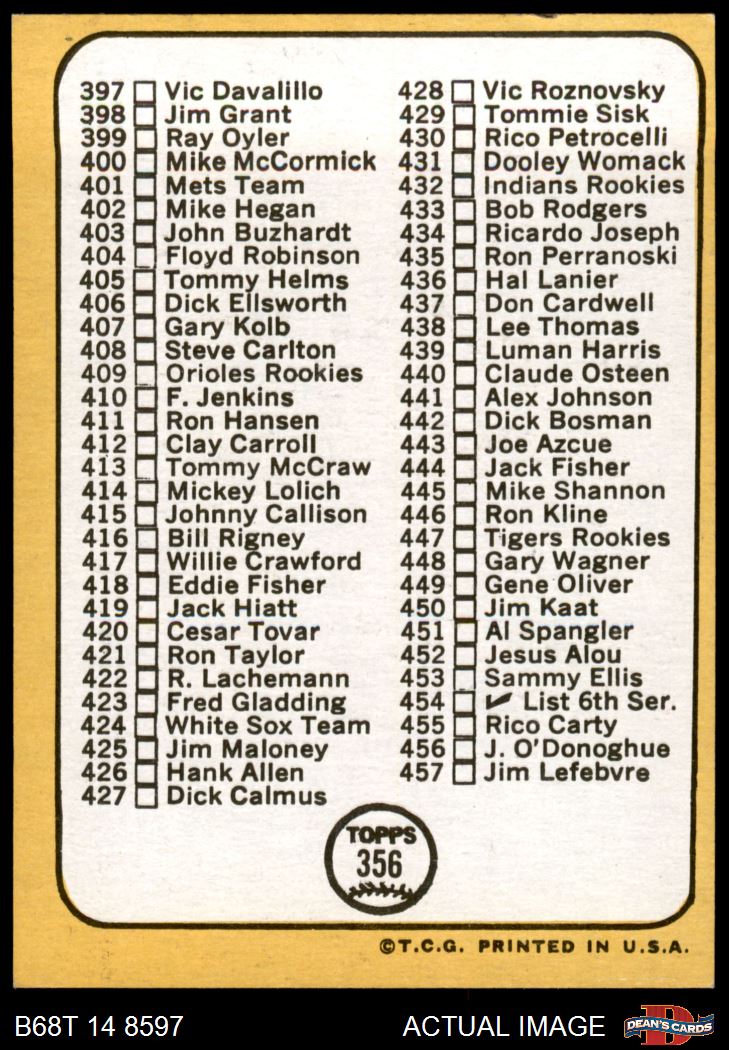 397 Vic Davalillo
398 Jim Grant
399 Ray Oyler
400 Mike McCormick
401 Mets Team
402 Mike Hegan
403 John Buzhardt
404 Floyd Robinson
405 Tommy Helms
406 Dick Ellsworth
407 Gary Kolb
408 Steve Carlton
409 Orioles Rookies
410 F. Jenkins
411 Ron Hansen
412 Clay Carroll
413 Tommy McCraw
414 Mickey Lolich
415 Johnny Callison
416 Bill Rigney
417 Willie Crawford
418 Eddie Fisher
419 Jack Hiatt
420 Cesar Tovar
421 Ron Taylor
422 R. Lachemann
423 Fred Gladding
424 White Sox Team
425 Jim Maloney
426 Hank Allen
427 Dick Calmus
428 Vic Roznovsky
429 Tommie Sisk
430 Rico Petrocelli
431 Dooley Womack
432 Indians Rookies
433 Bob Rodgers
434 Ricardo Joseph
435 Ron Perranoski
436 Hal Lanier
437 Don Cardwell
438 Lee Thomas
439 Luman Harris
440 Claude Osteen
441 Alex Johnson
442 Dick Bosman
443 Joe Azcue
444 Jack Fisher
445 Mike Shannon
446 Ron Kline
447 Tigers Rookies
448 Gary Wagner
449 Gene Oliver
450 Jim Kaat
451 Al Spangler
452 Jesus Alou
453 Sammy Ellis
454 ✔ List 6th Ser.
455 Rico Carty
456 J. O'Donoghue
457 Jim Lefebvre
TOPPS
356
©T.C.G. PRINTED IN U.S.A.
B68T 14 8597
ACTUAL IMAGE
D
DEAN'S CARDS